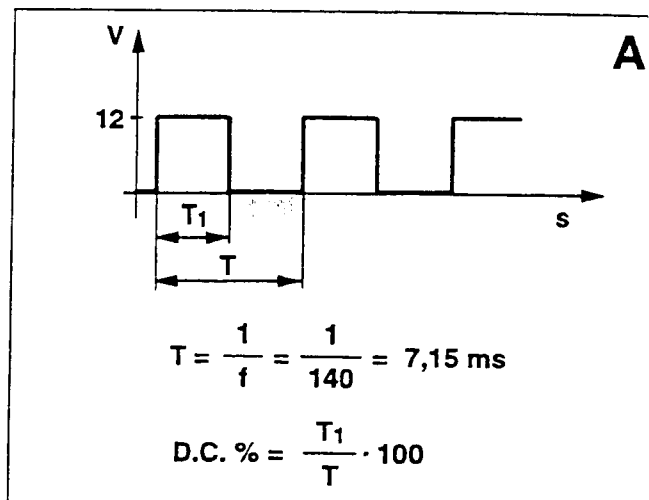 V
A
12
T1
s
T
T = 1/f = 1/140 = 7,15 ms
D.C. % = T1/T · 100